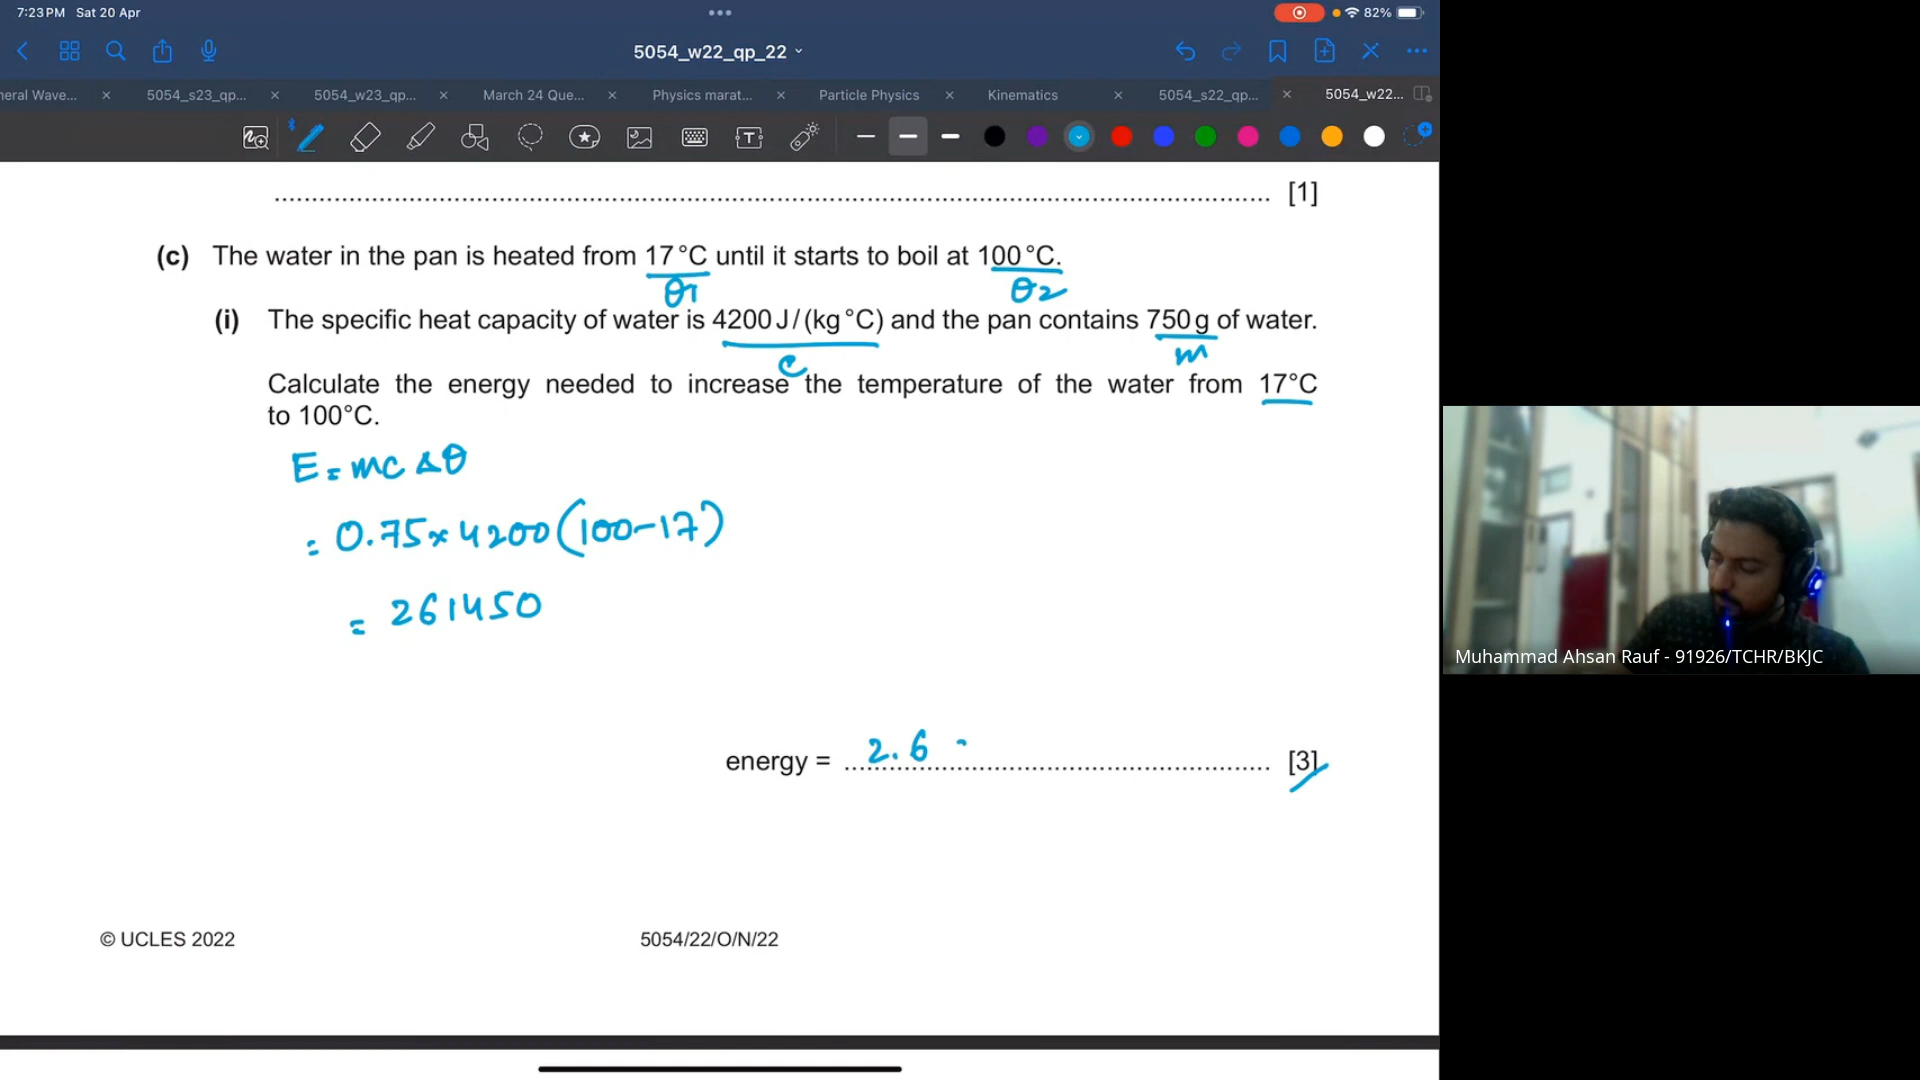 7:23 PM Sat 20 Apr
82%
5054_w22_qp_22
neral Wave...
5054_s23_qp...
5054_w23_qp...
March 24 Que...
Physics marat...
Particle Physics
Kinematics
5054_s22_qp...
5054_w22...
[1]
(c) The water in the pan is heated from 17 °C until it starts to boil at 100 °C.
θ1 θ2
(i) The specific heat capacity of water is 4200 J / (kg °C) and the pan contains 750 g of water.
c m
Calculate the energy needed to increase the temperature of the water from 17°C
to 100°C.
E = mc Δθ
= 0.75 × 4200 (100 - 17)
= 261450
energy = 2.6 [3]
© UCLES 2022
5054/22/O/N/22
Muhammad Ahsan Rauf - 91926/TCHR/BKJC